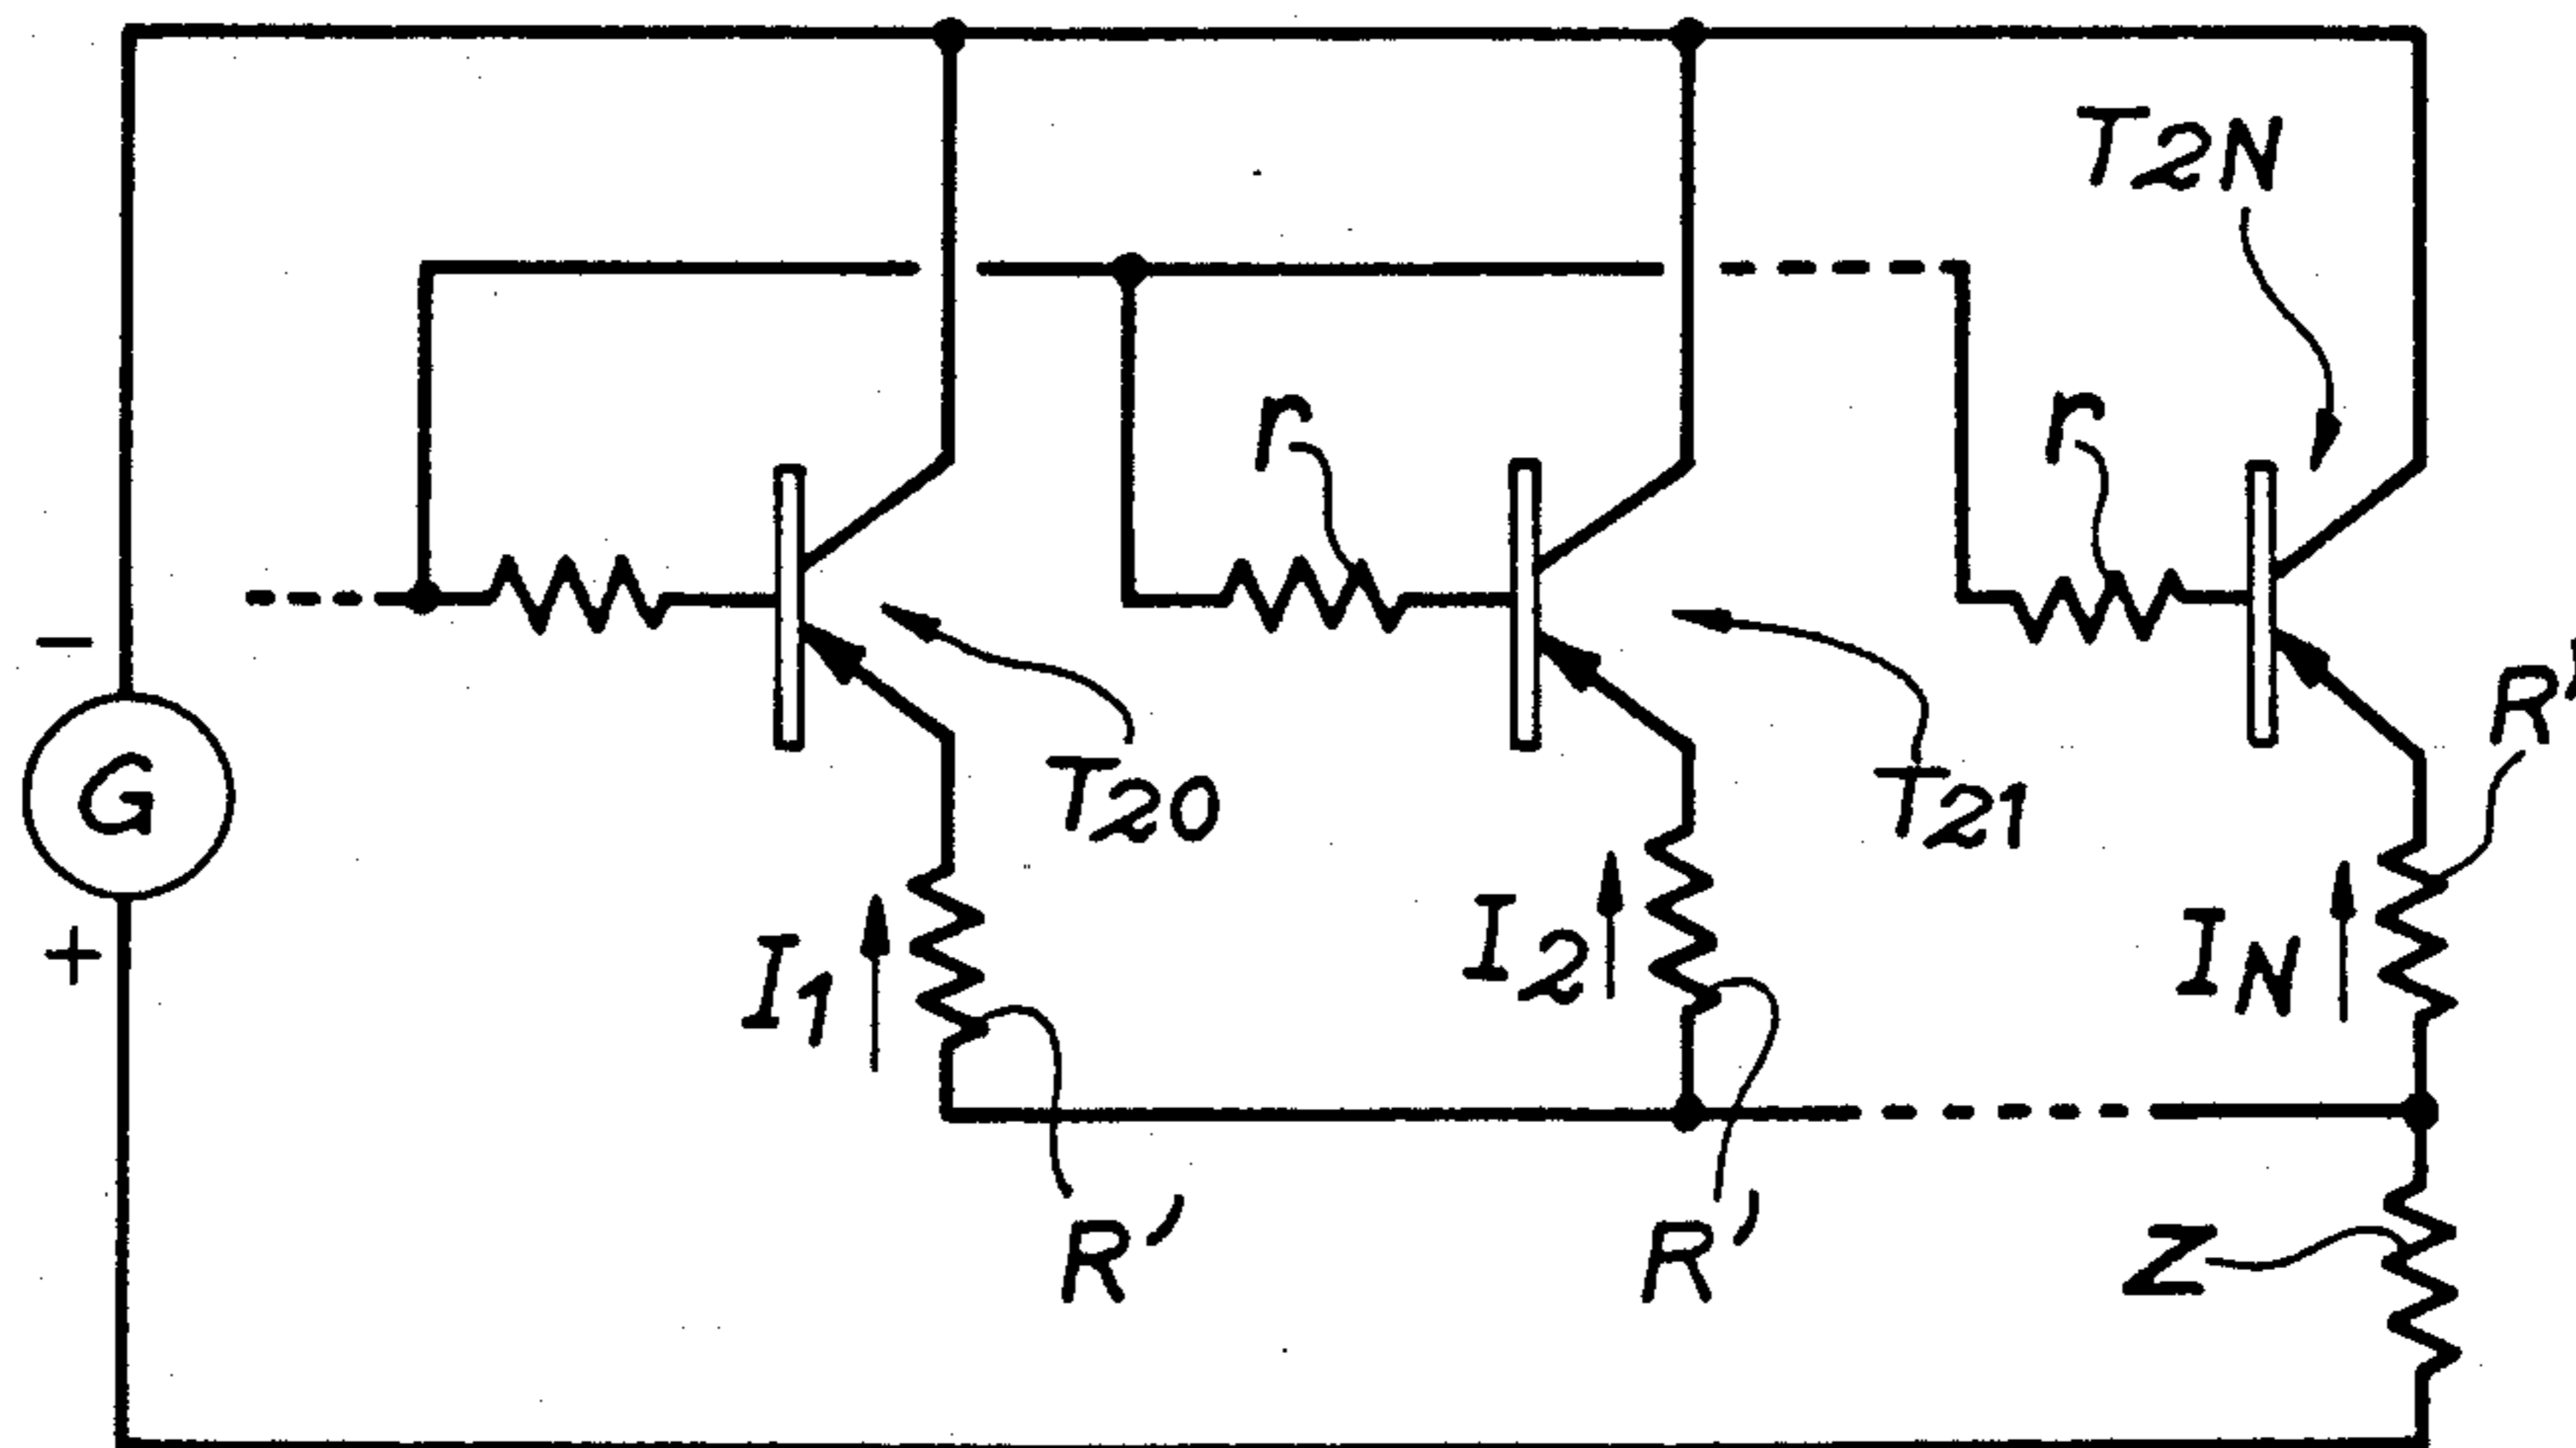 T2N
r
r
−
G
+
T20
T21
R'
I1
I2
IN
R'
R'
Z